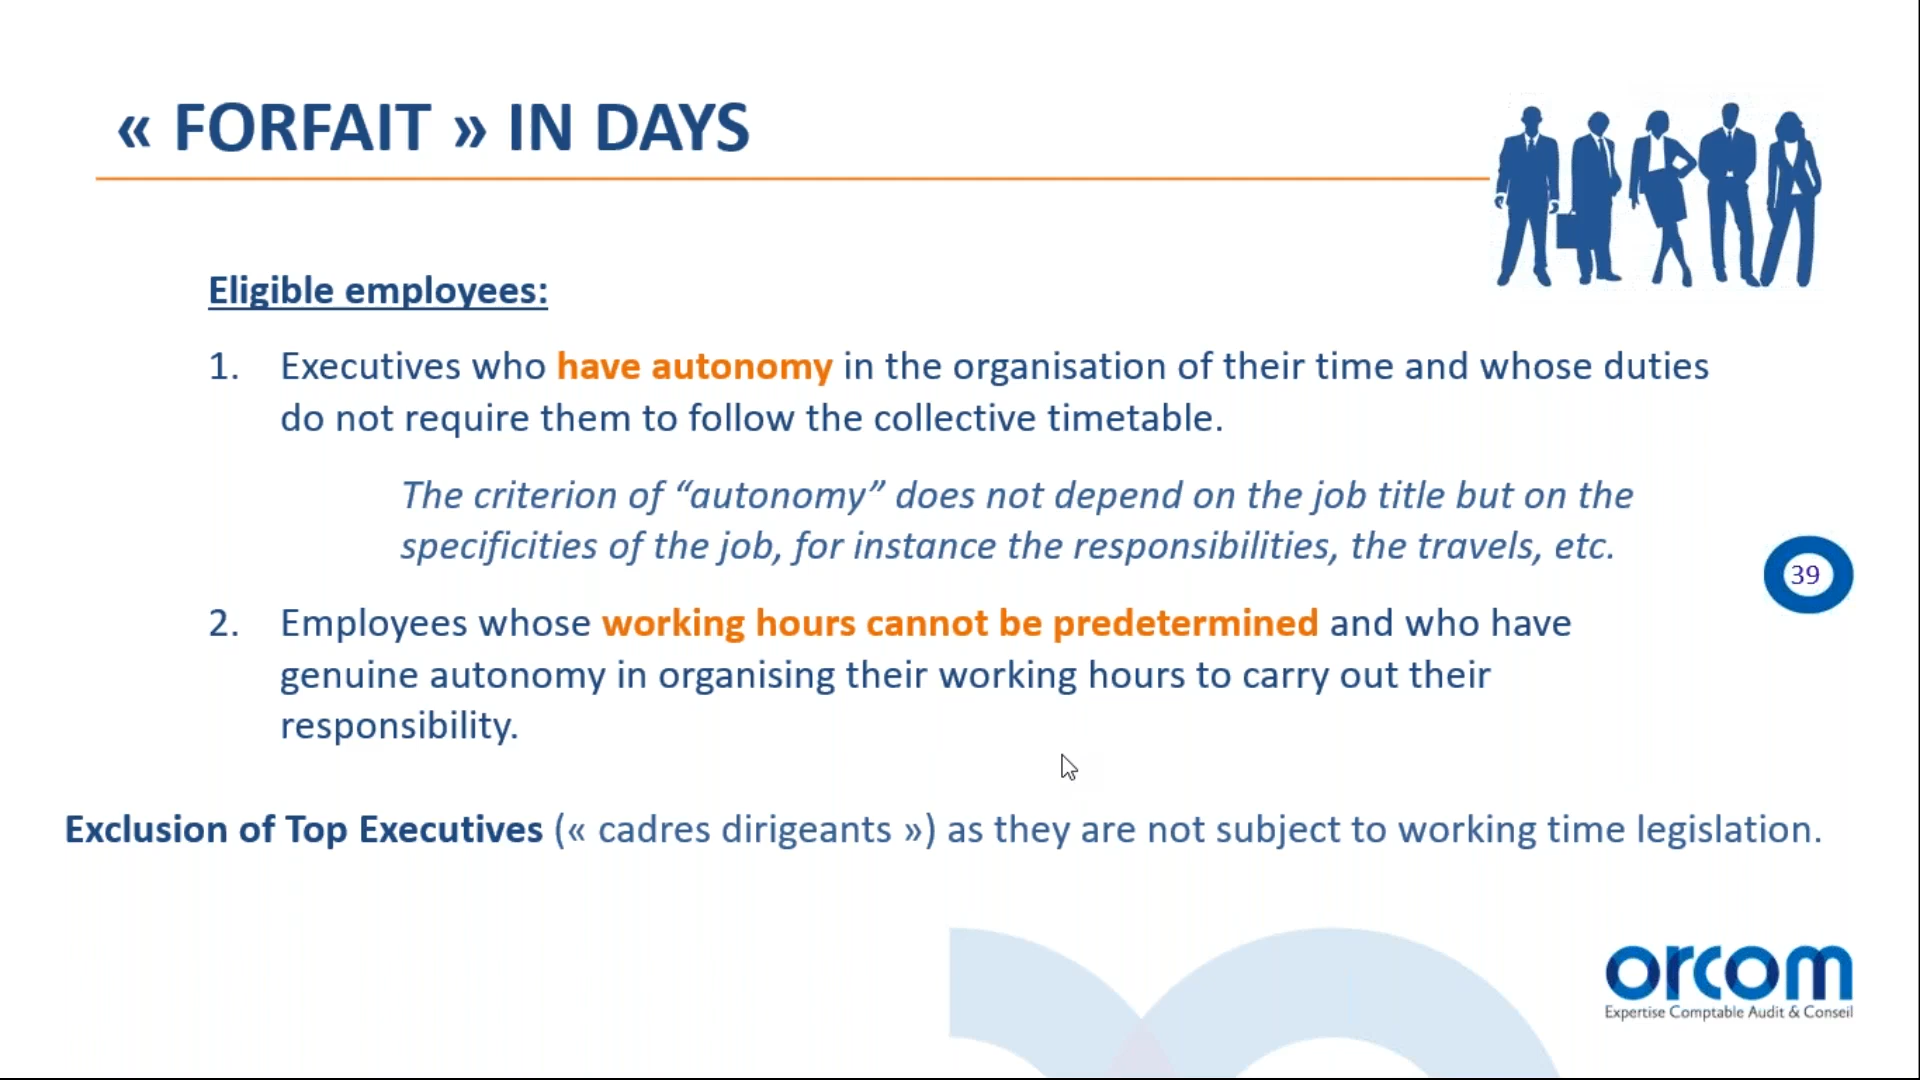 « FORFAIT » IN DAYS
Eligible employees:
1. Executives who have autonomy in the organisation of their time and whose duties
do not require them to follow the collective timetable.
The criterion of “autonomy” does not depend on the job title but on the
specificities of the job, for instance the responsibilities, the travels, etc.
39
2. Employees whose working hours cannot be predetermined and who have
genuine autonomy in organising their working hours to carry out their
responsibility.
Exclusion of Top Executives (« cadres dirigeants ») as they are not subject to working time legislation.
orcom
Expertise Comptable Audit & Conseil